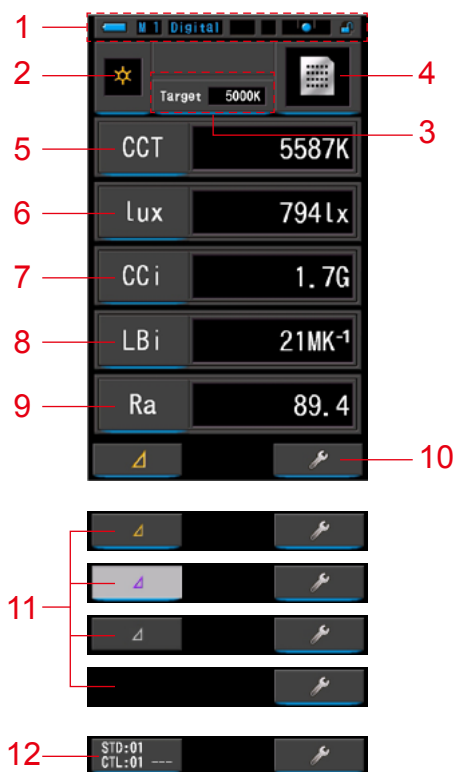 1
M 1 Digital
2
Target 5000K
4
3
5
CCT 5587K
6
lux 794lx
7
CCi 1.7G
8
LBi 21MK⁻¹
9
Ra 89.4
10
11
12
STD:01
CTL:01 ---